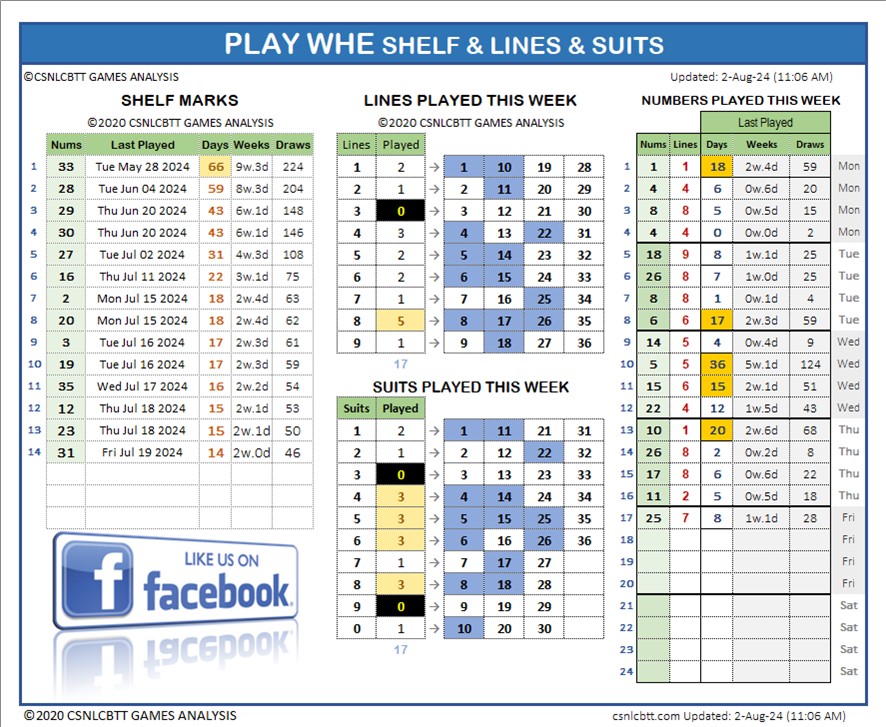 PLAY WHE SHELF & LINES & SUITS
©CSNLCBTT GAMES ANALYSIS
Updated: 2-Aug-24 (11:06 AM)
SHELF MARKS
©2020 CSNLCBTT GAMES ANALYSIS
Nums Last Played Days Weeks Draws
1 33 Tue May 28 2024 66 9w.3d 224
2 28 Tue Jun 04 2024 59 8w.3d 204
3 29 Thu Jun 20 2024 43 6w.1d 148
4 30 Thu Jun 20 2024 43 6w.1d 146
5 27 Tue Jul 02 2024 31 4w.3d 108
6 16 Thu Jul 11 2024 22 3w.1d 75
7 2 Mon Jul 15 2024 18 2w.4d 63
8 20 Mon Jul 15 2024 18 2w.4d 62
9 3 Tue Jul 16 2024 17 2w.3d 61
10 19 Tue Jul 16 2024 17 2w.3d 59
11 35 Wed Jul 17 2024 16 2w.2d 54
12 12 Thu Jul 18 2024 15 2w.1d 53
13 23 Thu Jul 18 2024 15 2w.1d 50
14 31 Fri Jul 19 2024 14 2w.0d 46
LIKE US ON
f facebook.
LINES PLAYED THIS WEEK
©2020 CSNLCBTT GAMES ANALYSIS
Lines Played
1 2 → 1 10 19 28
2 1 → 2 11 20 29
3 0 → 3 12 21 30
4 3 → 4 13 22 31
5 2 → 5 14 23 32
6 2 → 6 15 24 33
7 1 → 7 16 25 34
8 5 → 8 17 26 35
9 1 → 9 18 27 36
17
SUITS PLAYED THIS WEEK
Suits Played
1 2 → 1 11 21 31
2 1 → 2 12 22 32
3 0 → 3 13 23 33
4 3 → 4 14 24 34
5 3 → 5 15 25 35
6 3 → 6 16 26 36
7 1 → 7 17 27
8 3 → 8 18 28
9 0 → 9 19 29
0 1 → 10 20 30
17
NUMBERS PLAYED THIS WEEK
Last Played
Nums Lines Days Weeks Draws
1 1 1 18 2w.4d 59 Mon
2 4 4 6 0w.6d 20 Mon
3 8 8 5 0w.5d 15 Mon
4 4 4 0 0w.0d 2 Mon
5 18 9 8 1w.1d 25 Tue
6 26 8 7 1w.0d 25 Tue
7 8 8 1 0w.1d 4 Tue
8 6 6 17 2w.3d 59 Tue
9 14 5 4 0w.4d 9 Wed
10 5 5 36 5w.1d 124 Wed
11 15 6 15 2w.1d 51 Wed
12 22 4 12 1w.5d 43 Wed
13 10 1 20 2w.6d 68 Thu
14 26 8 2 0w.2d 8 Thu
15 17 8 6 0w.6d 22 Thu
16 11 2 5 0w.5d 18 Thu
17 25 7 8 1w.1d 28 Fri
18 Fri
19 Fri
20 Fri
21 Sat
22 Sat
23 Sat
24 Sat
©2020 CSNLCBTT GAMES ANALYSIS
csnlcbtt.com Updated: 2-Aug-24 (11:06 AM)